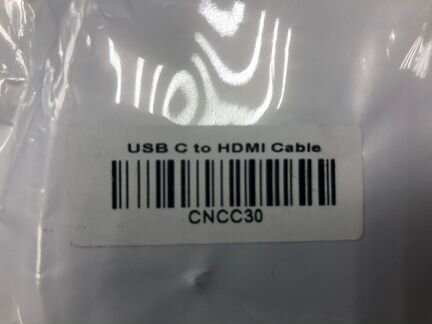 USB C to HDMI Cable
CNCC30